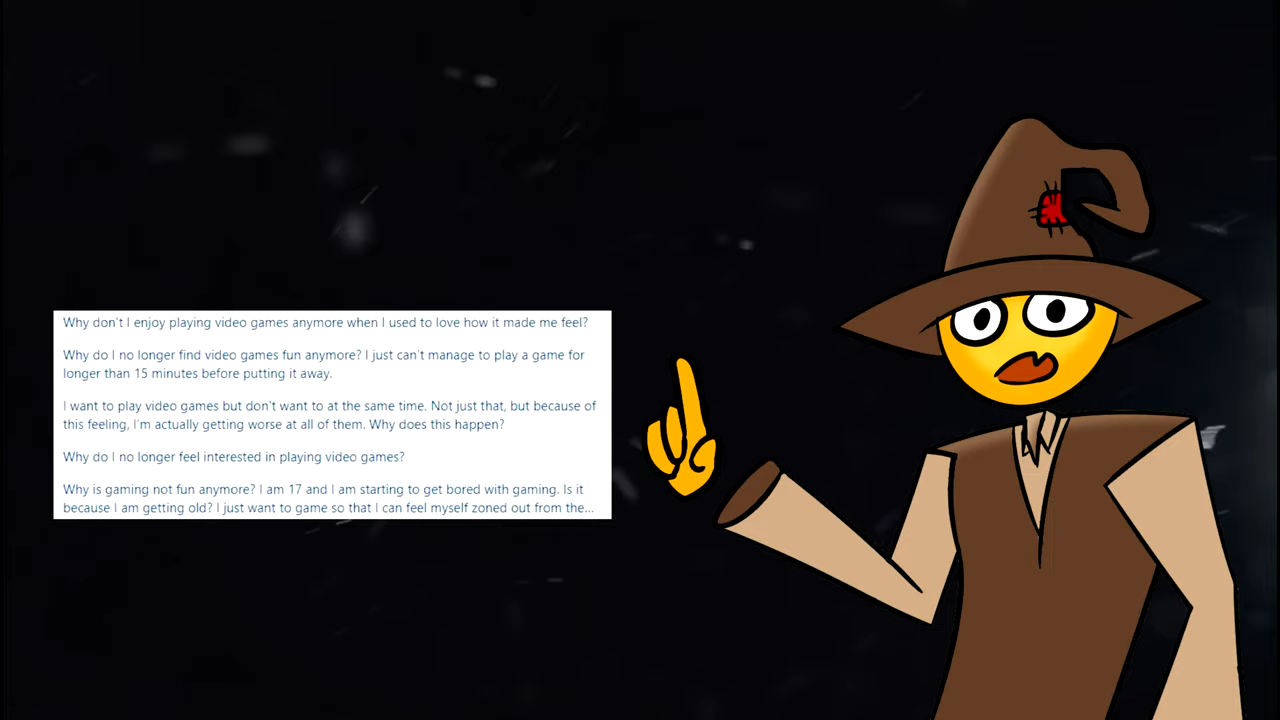 Why don't I enjoy playing video games anymore when I used to love how it made me feel?
Why do I no longer find video games fun anymore? I just can't manage to play a game for
longer than 15 minutes before putting it away.
I want to play video games but don't want to at the same time. Not just that, but because of
this feeling, I'm actually getting worse at all of them. Why does this happen?
Why do I no longer feel interested in playing video games?
Why is gaming not fun anymore? I am 17 and I am starting to get bored with gaming. Is it
because I am getting old? I just want to game so that I can feel myself zoned out from the...